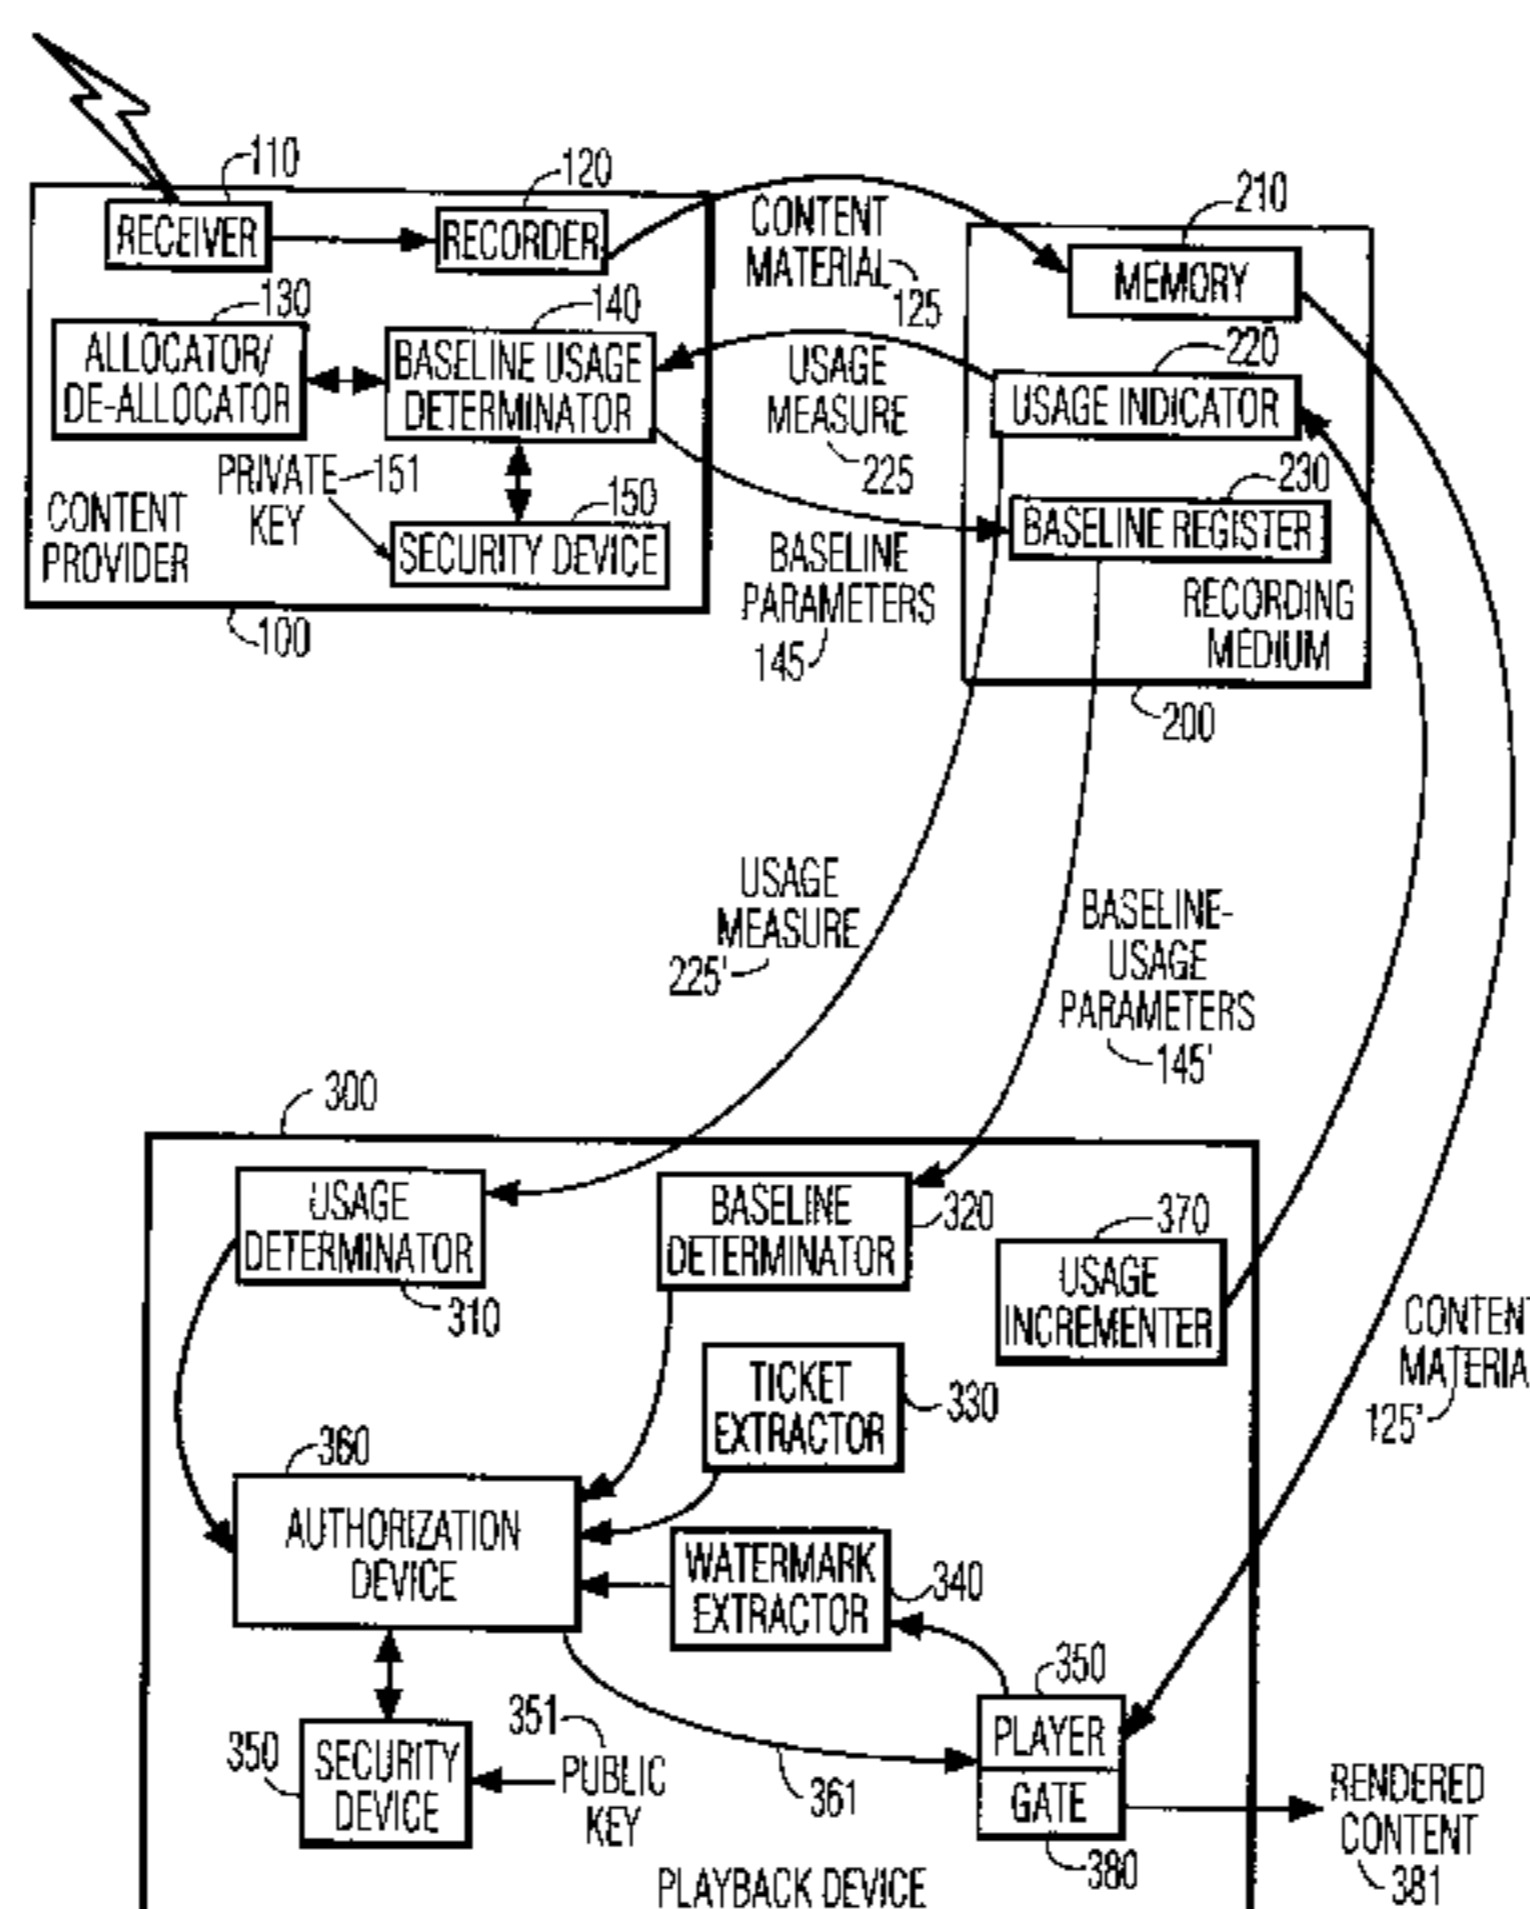 110
RECEIVER
120
RECORDER
130
ALLOCATOR/
DE-ALLOCATOR
140
BASELINE USAGE
DETERMINATOR
PRIVATE 151
KEY
150
SECURITY DEVICE
CONTENT
PROVIDER
100
CONTENT
MATERIAL
125
USAGE
MEASURE
225
BASELINE
PARAMETERS
145
210
MEMORY
220
USAGE INDICATOR
230
BASELINE REGISTER
RECORDING
MEDIUM
200
USAGE
MEASURE
225'
BASELINE-
USAGE
PARAMETERS
145'
300
USAGE
DETERMINATOR
310
BASELINE
DETERMINATOR
320
370
USAGE
INCREMENTER
TICKET
EXTRACTOR
330
CONTENT
MATERIA
125'
360
AUTHORIZATION
DEVICE
WATERMARK
EXTRACTOR
340
350
PLAYER
GATE
380
350
SECURITY
DEVICE
351
PUBLIC
KEY
361
RENDERED
CONTENT
381
PLAYBACK DEVICE